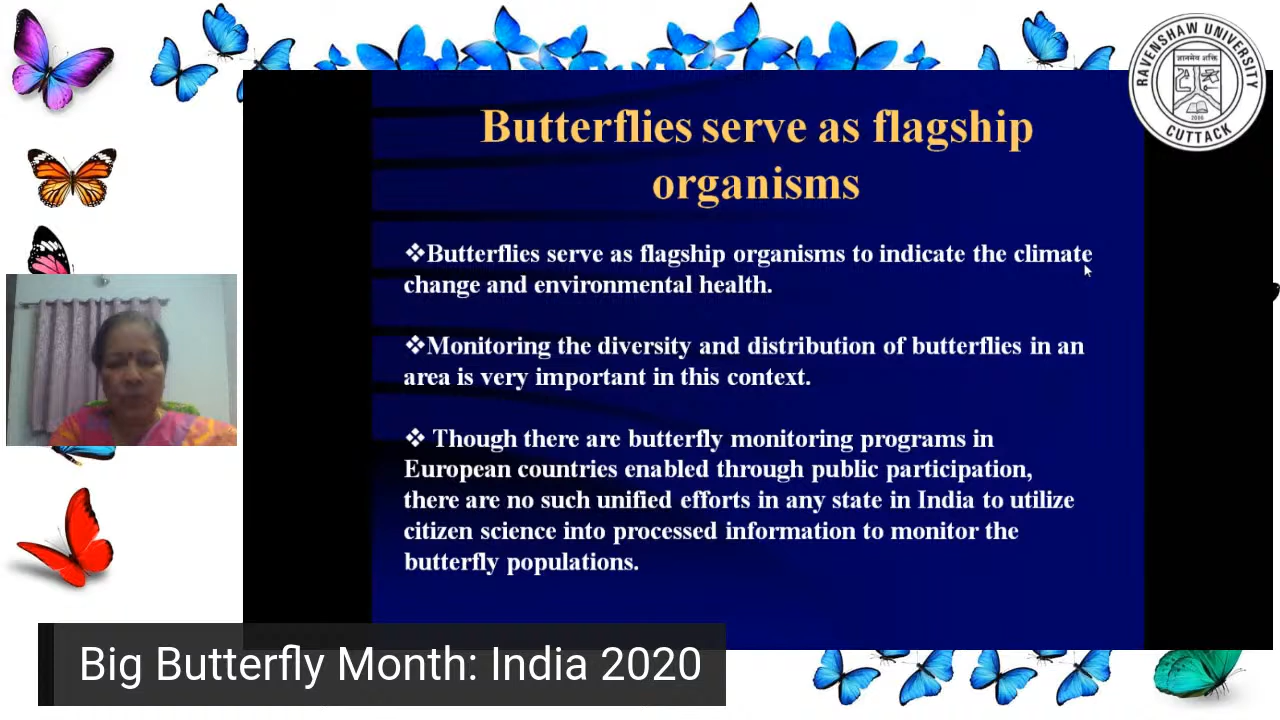 RAVENSHAW UNIVERSITY
ज्ञानमेव शक्ति
2006
CUTTACK
Butterflies serve as flagship
organisms
❖Butterflies serve as flagship organisms to indicate the climate
change and environmental health.
❖Monitoring the diversity and distribution of butterflies in an
area is very important in this context.
❖ Though there are butterfly monitoring programs in
European countries enabled through public participation,
there are no such unified efforts in any state in India to utilize
citizen science into processed information to monitor the
butterfly populations.
Big Butterfly Month: India 2020